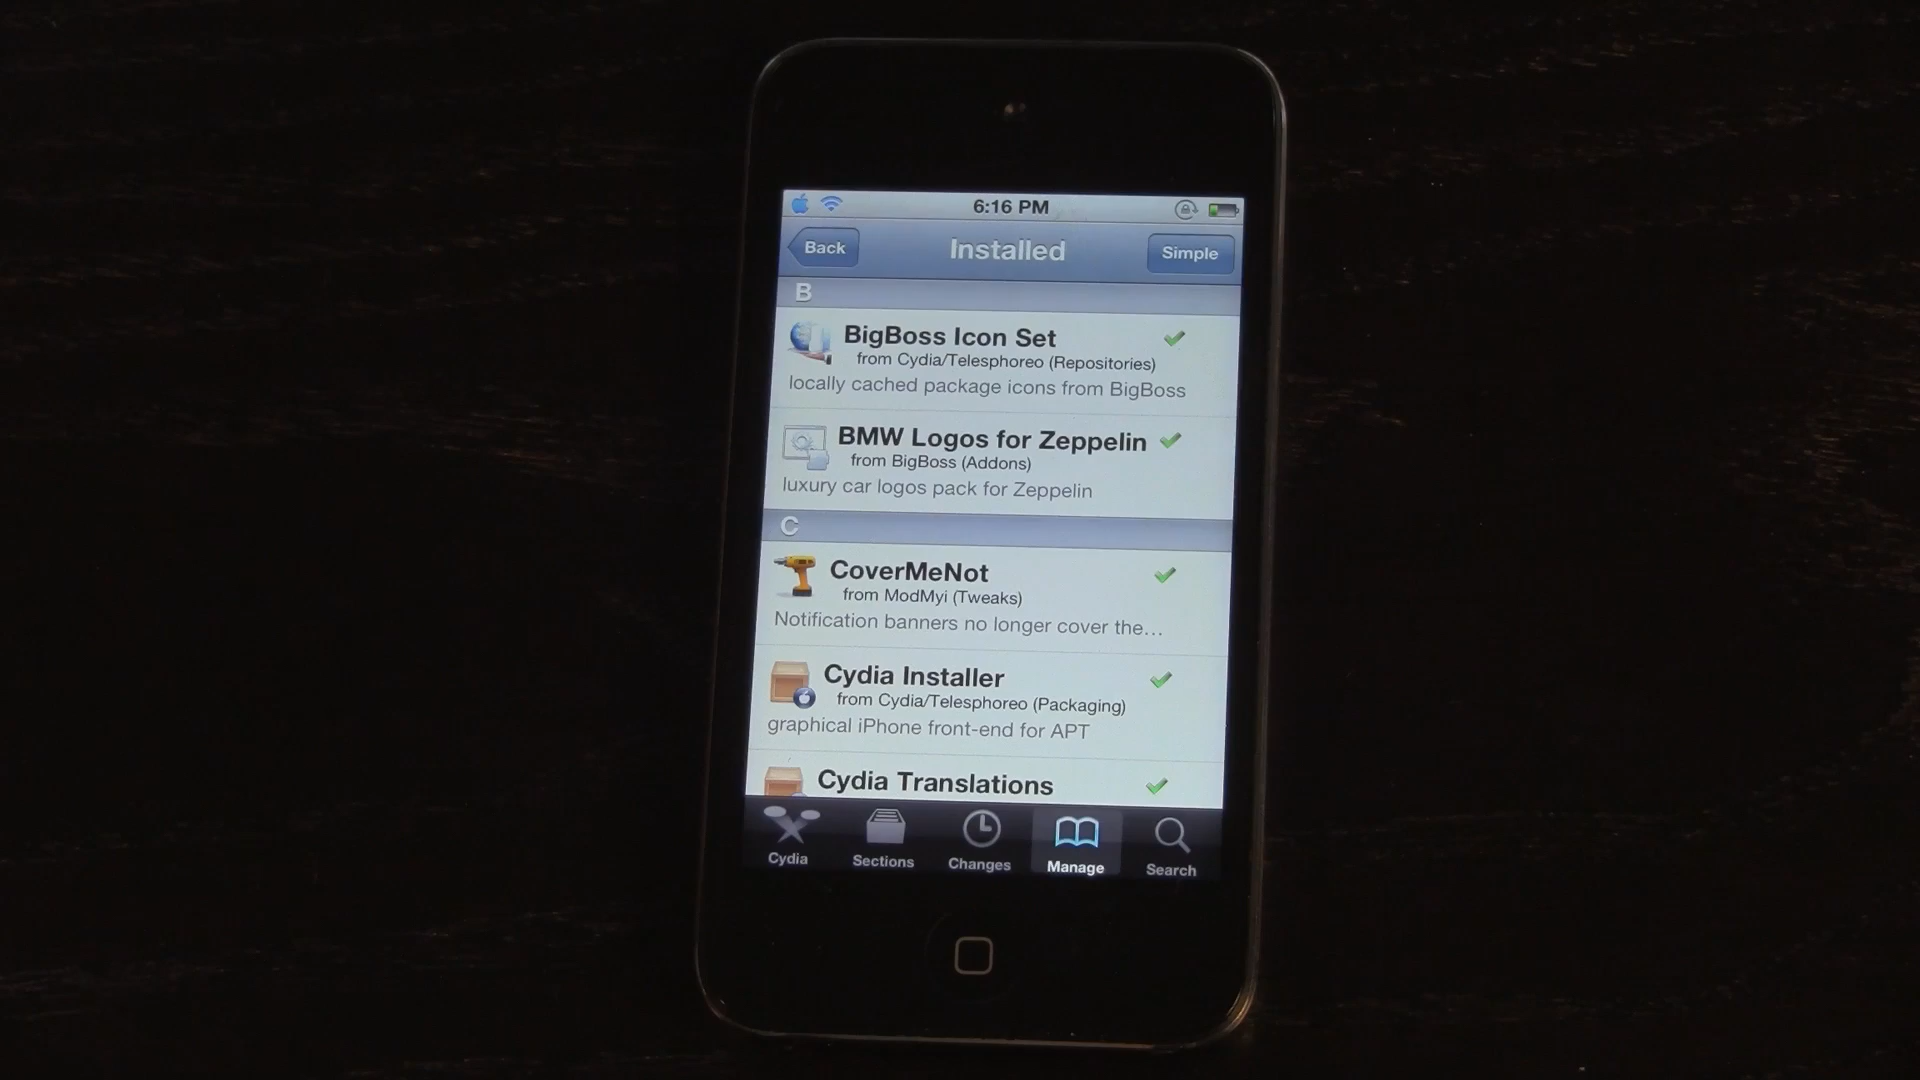 6:16 PM
Back
Installed
Simple
B
BigBoss Icon Set
from Cydia/Telesphoreo (Repositories)
locally cached package icons from BigBoss
BMW Logos for Zeppelin
from BigBoss (Addons)
luxury car logos pack for Zeppelin
C
CoverMeNot
from ModMyi (Tweaks)
Notification banners no longer cover the...
Cydia Installer
from Cydia/Telesphoreo (Packaging)
graphical iPhone front-end for APT
Cydia Translations
Cydia
Sections
Changes
Manage
Search